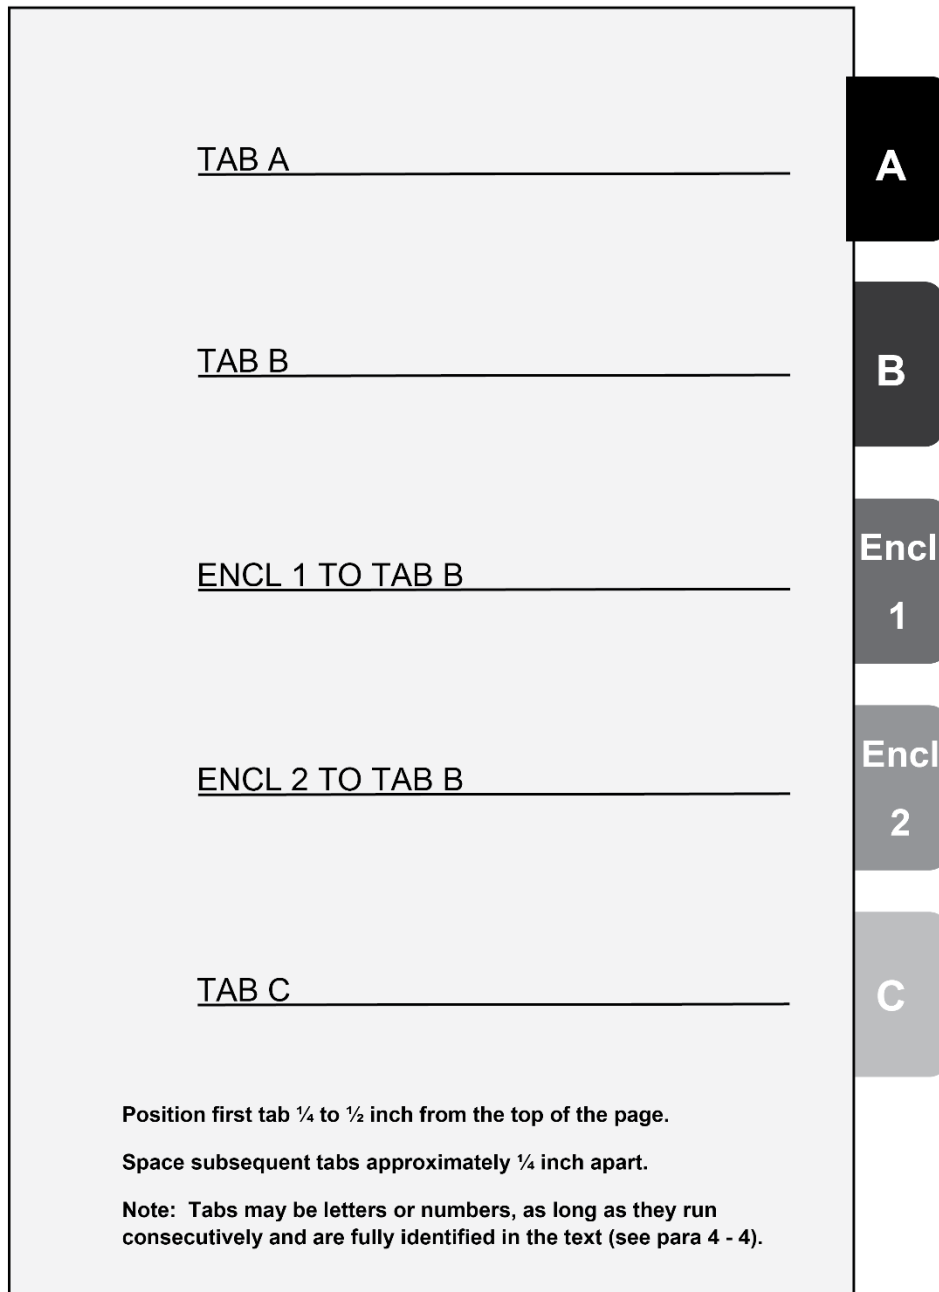 TAB A
A
TAB B
B
ENCL 1 TO TAB B
Encl
1
ENCL 2 TO TAB B
Encl
2
TAB C
C
Position first tab ¼ to ½ inch from the top of the page.
Space subsequent tabs approximately ¼ inch apart.
Note:  Tabs may be letters or numbers, as long as they run
consecutively and are fully identified in the text (see para 4 - 4).